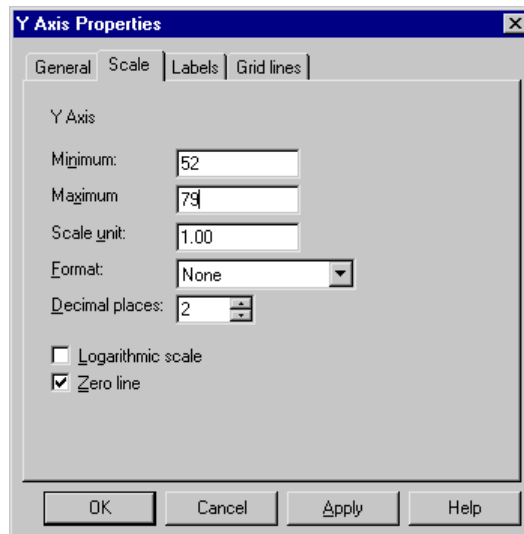 Y Axis Properties
General Scale Labels Grid lines
Y Axis
Minimum: 52
Maximum 79
Scale unit: 1.00
Format: None
Decimal places: 2
Logarithmic scale
Zero line
OK Cancel Apply Help